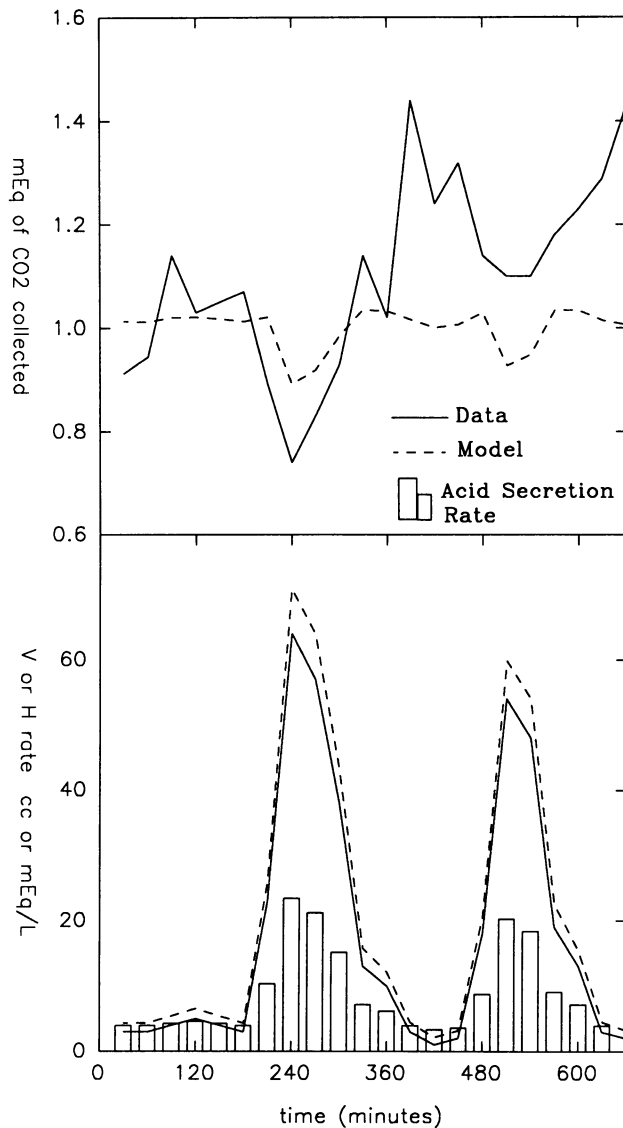 1.6
1.4
1.2
1.0
0.8
0.6
mEq of CO2 collected
Data
Model
Acid Secretion
Rate
60
40
20
0
V or H rate cc or mEq/L
0 120 240 360 480 600
time (minutes)